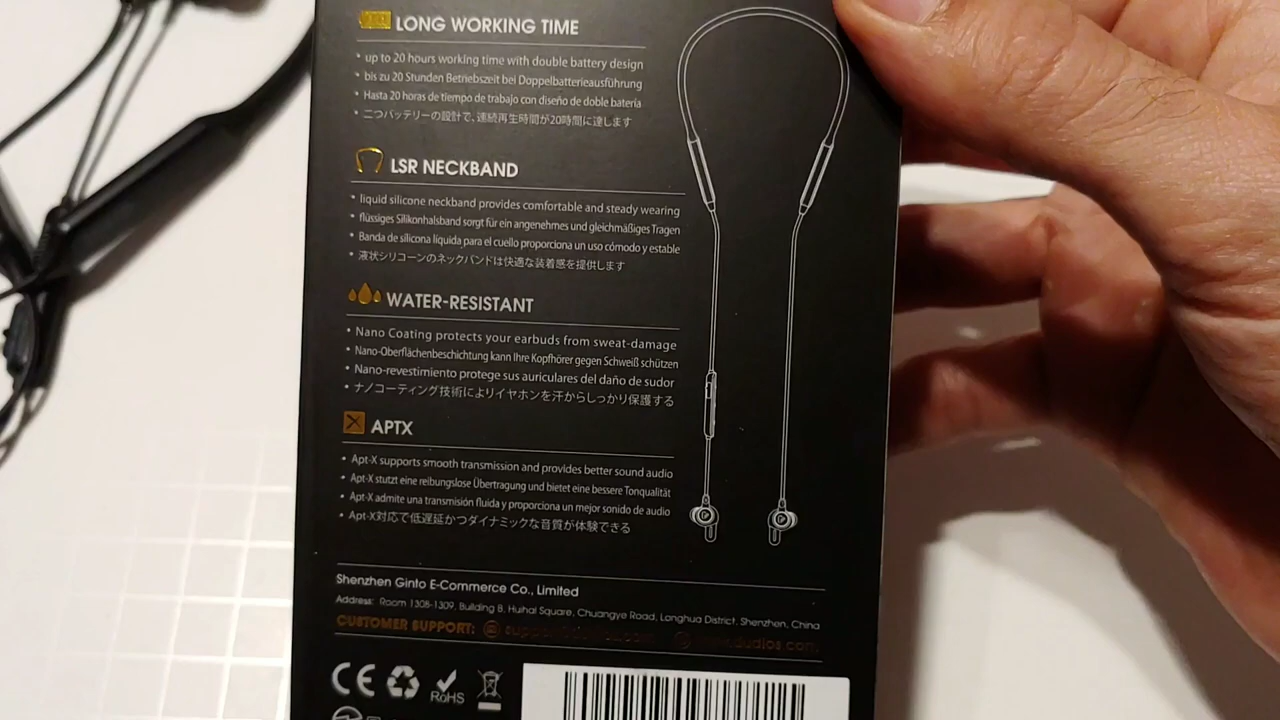 LONG WORKING TIME
• up to 20 hours working time with double battery design
• bis zu 20 Stunden Betriebszeit bei Doppelbatterieausführung
• Hasta 20 horas de tiempo de trabajo con diseño de doble batería
• 二つバッテリーの設計で、連続再生時間が20時間に達します
LSR NECKBAND
• liquid silicone neckband provides comfortable and steady wearing
• flüssiges Silikonhalsband sorgt für ein angenehmes und gleichmäßiges Tragen
• Banda de silicona líquida para el cuello proporciona un uso cómodo y estable
• 液状シリコーンのネックバンドは快適な装着感を提供します
WATER-RESISTANT
• Nano Coating protects your earbuds from sweat-damage
• Nano-Oberflächenbeschichtung kann Ihre Kopfhörer gegen Schweiß schützen
• Nano-revestimiento protege sus auriculares del daño de sudor
• ナノコーティング技術によりイヤホンを汗からしっかり保護する
APTX
• Apt-X supports smooth transmission and provides better sound audio
• Apt-X stutzt eine reibungslose Übertragung und bietet eine bessere Tonqualität
• Apt-X admite una transmisión fluida y proporciona un mejor sonido de audio
• Apt-X対応で低遅延かつダイナミックな音質が体験できる
Shenzhen Ginto E-Commerce Co., Limited
Address: Room 1308-1309, Building B, Huihai Square, Chuangye Road, Longhua District, Shenzhen, China
CUSTOMER SUPPORT:
CE RoHS